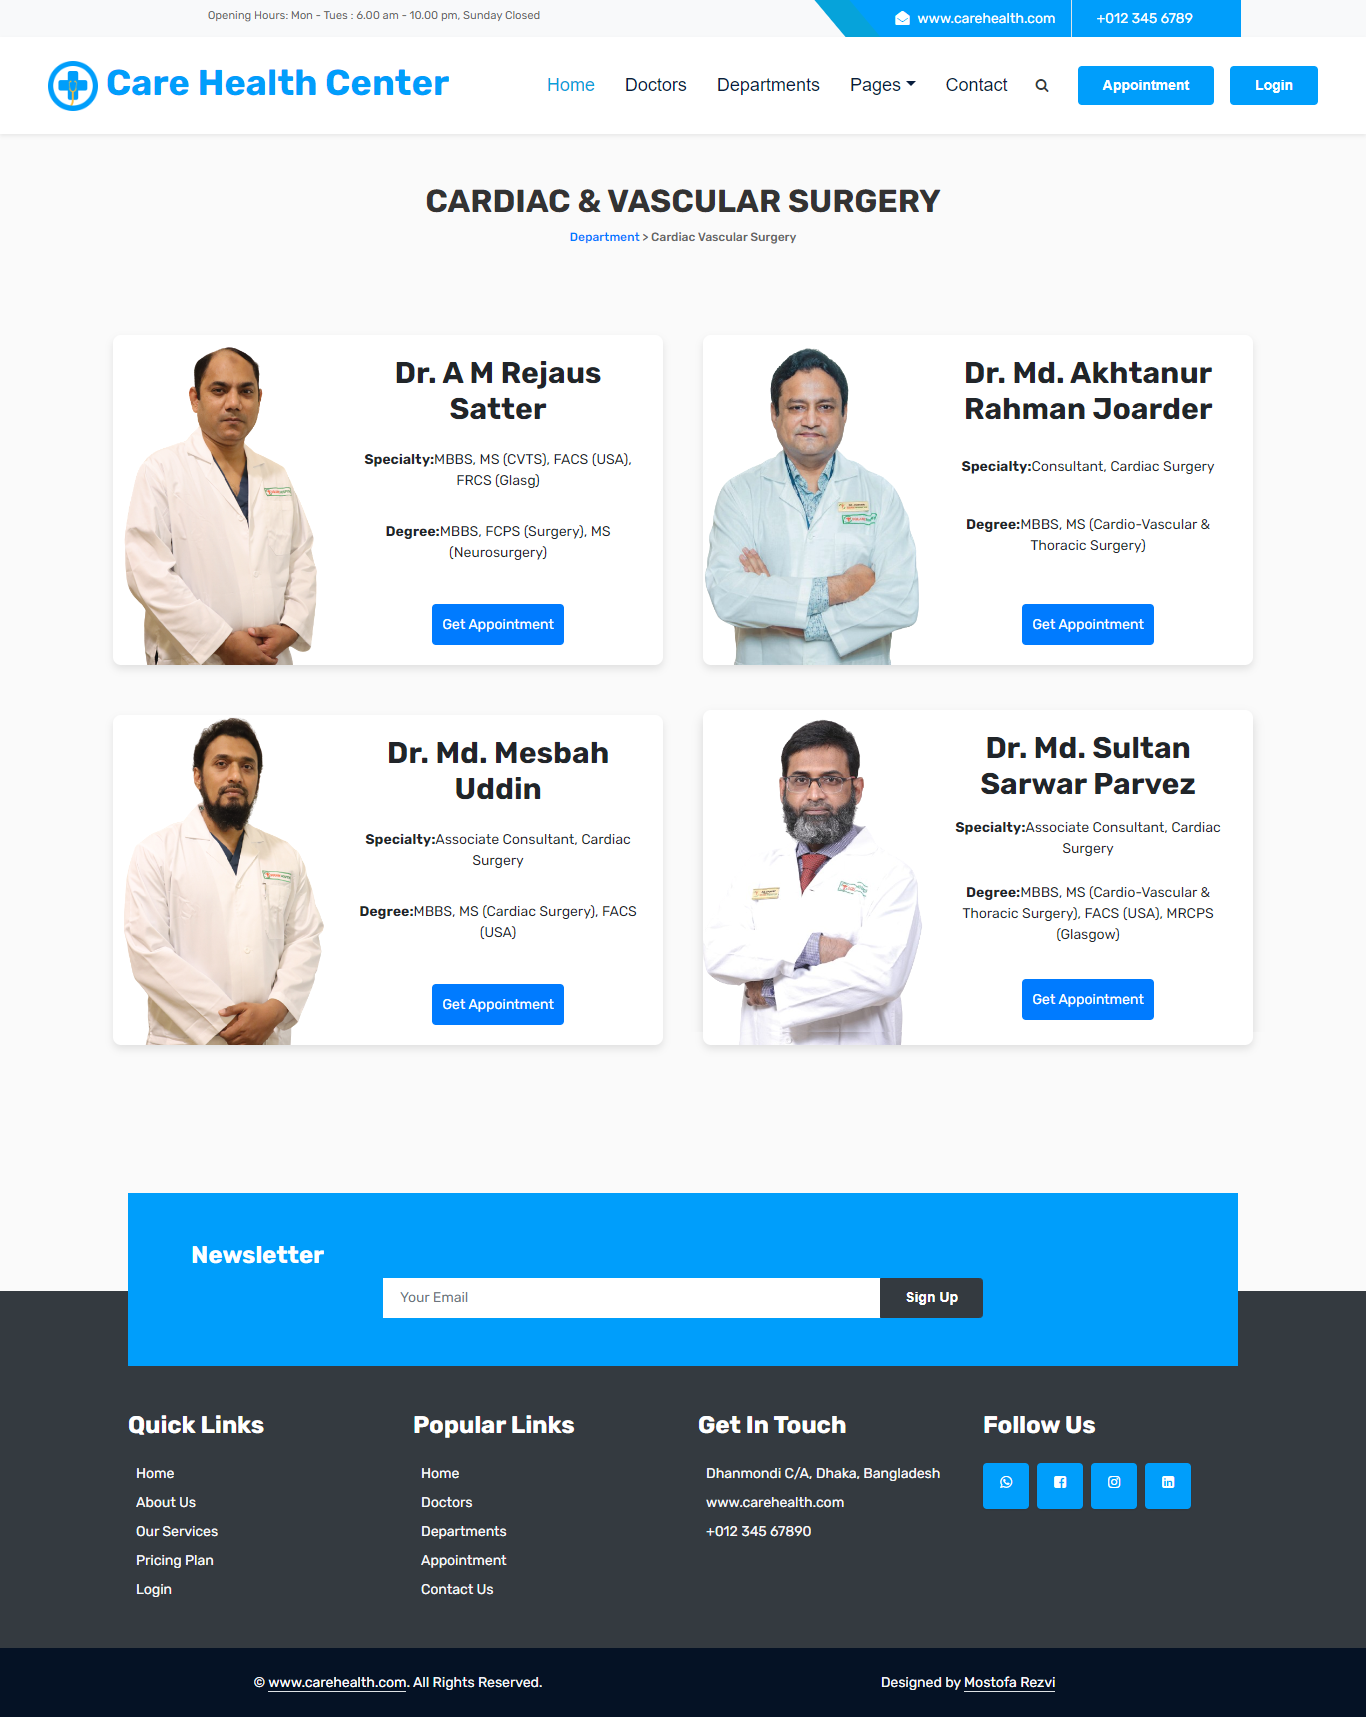 Opening Hours: Mon - Tues : 6.00 am - 10.00 pm, Sunday Closed
www.carehealth.com
+012 345 6789
Care Health Center
Home
Doctors
Departments
Pages
Contact
Appointment
Login
CARDIAC & VASCULAR SURGERY
Department > Cardiac Vascular Surgery
Dr. A M Rejaus
Satter
Specialty:MBBS, MS (CVTS), FACS (USA),
FRCS (Glasg)
Degree:MBBS, FCPS (Surgery), MS
(Neurosurgery)
Get Appointment
Dr. Md. Akhtanur
Rahman Joarder
Specialty:Consultant, Cardiac Surgery
Degree:MBBS, MS (Cardio-Vascular &
Thoracic Surgery)
Get Appointment
Dr. Md. Mesbah
Uddin
Specialty:Associate Consultant, Cardiac
Surgery
Degree:MBBS, MS (Cardiac Surgery), FACS
(USA)
Get Appointment
Dr. Md. Sultan
Sarwar Parvez
Specialty:Associate Consultant, Cardiac
Surgery
Degree:MBBS, MS (Cardio-Vascular &
Thoracic Surgery), FACS (USA), MRCPS
(Glasgow)
Get Appointment
Newsletter
Your Email
Sign Up
Quick Links
Home
About Us
Our Services
Pricing Plan
Login
Popular Links
Home
Doctors
Departments
Appointment
Contact Us
Get In Touch
Dhanmondi C/A, Dhaka, Bangladesh
www.carehealth.com
+012 345 67890
Follow Us
© www.carehealth.com. All Rights Reserved.
Designed by Mostofa Rezvi